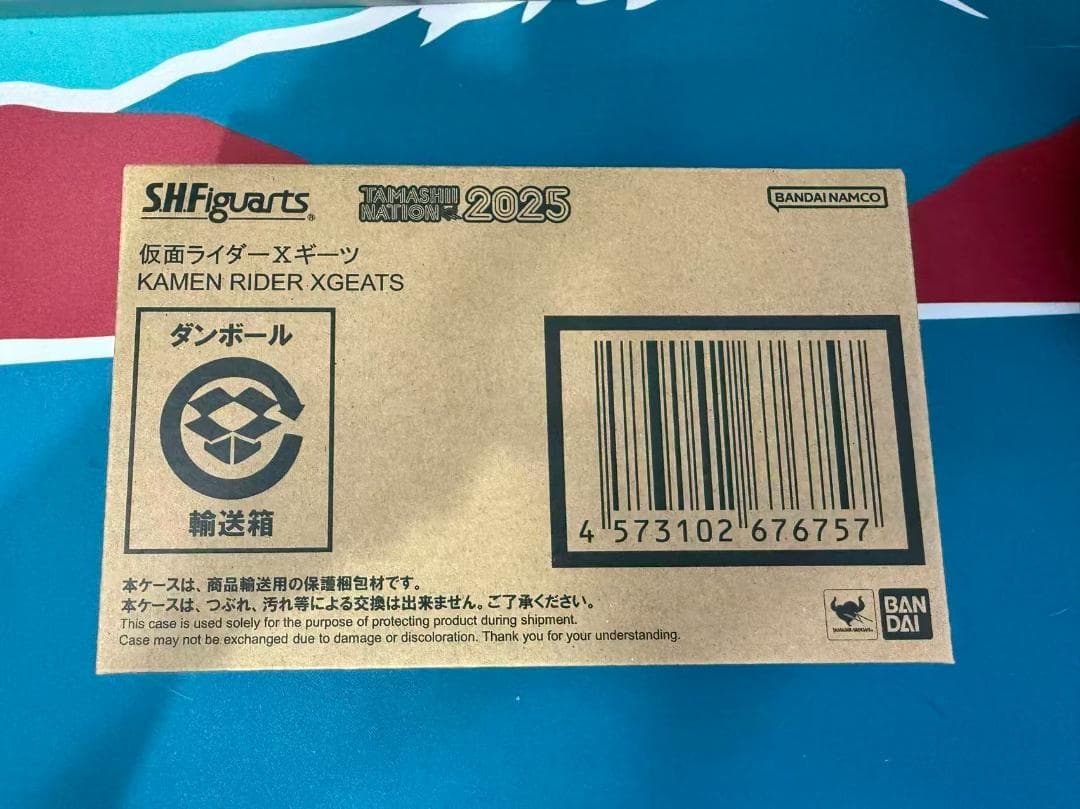 S.H.Figuarts®
TAMASHII NATION 2025
BANDAI NAMCO
仮面ライダーXギーツ
KAMEN RIDER XGEATS
ダンボール
輸送箱
4 573102 676757
本ケースは、商品輸送用の保護梱包材です。
本ケースは、つぶれ、汚れ等による交換は出来ません。ご了承ください。
This case is used solely for the purpose of protecting product during shipment.
Case may not be exchanged due to damage or discoloration. Thank you for your understanding.
BAN
DAI